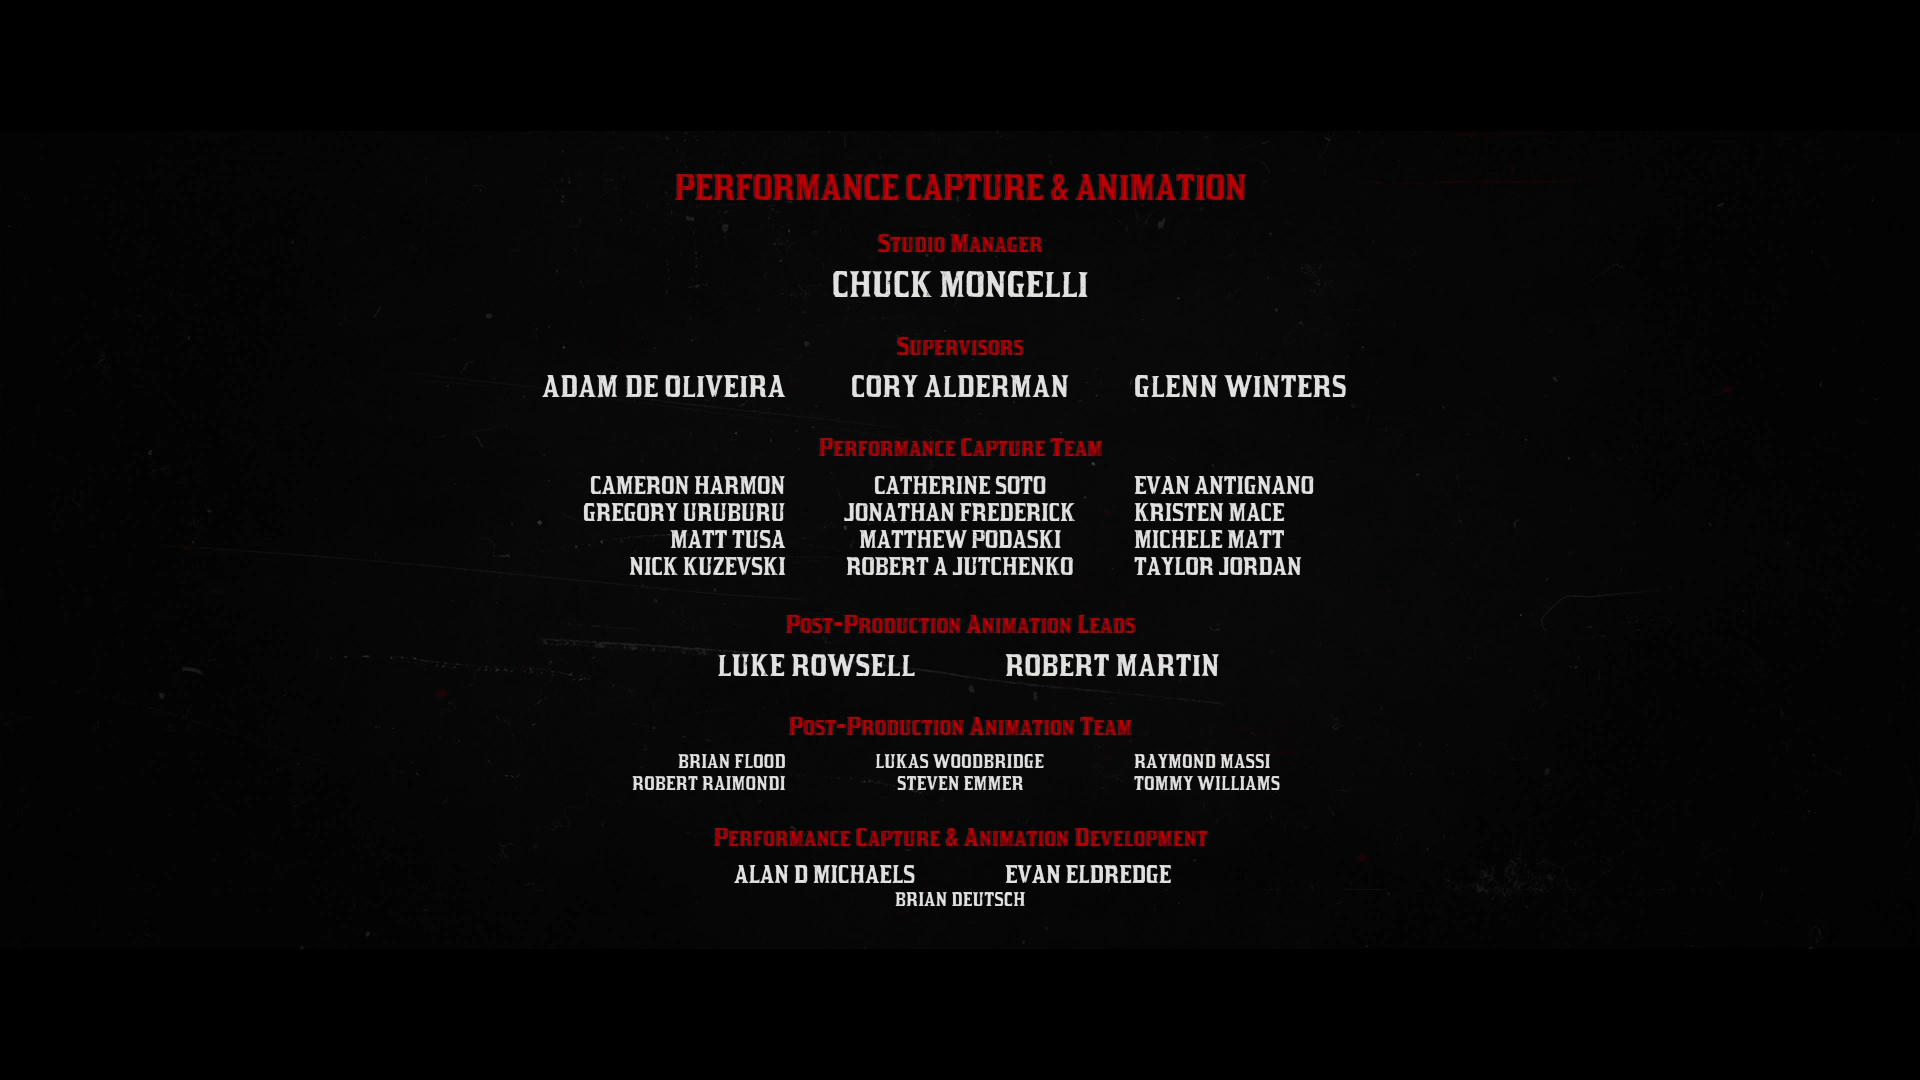 PERFORMANCE CAPTURE & ANIMATION
STUDIO MANAGER
CHUCK MONGELLI
SUPERVISORS
ADAM DE OLIVEIRA CORY ALDERMAN GLENN WINTERS
PERFORMANCE CAPTURE TEAM
CAMERON HARMON CATHERINE SOTO EVAN ANTIGNANO
GREGORY URUBURU JONATHAN FREDERICK KRISTEN MACE
MATT TUSA MATTHEW PODASKI MICHELE MATT
NICK KUZEVSKI ROBERT A JUTCHENKO TAYLOR JORDAN
POST-PRODUCTION ANIMATION LEADS
LUKE ROWSELL ROBERT MARTIN
POST-PRODUCTION ANIMATION TEAM
BRIAN FLOOD LUKAS WOODBRIDGE RAYMOND MASSI
ROBERT RAIMONDI STEVEN EMMER TOMMY WILLIAMS
PERFORMANCE CAPTURE & ANIMATION DEVELOPMENT
ALAN D MICHAELS EVAN ELDREDGE
BRIAN DEUTSCH